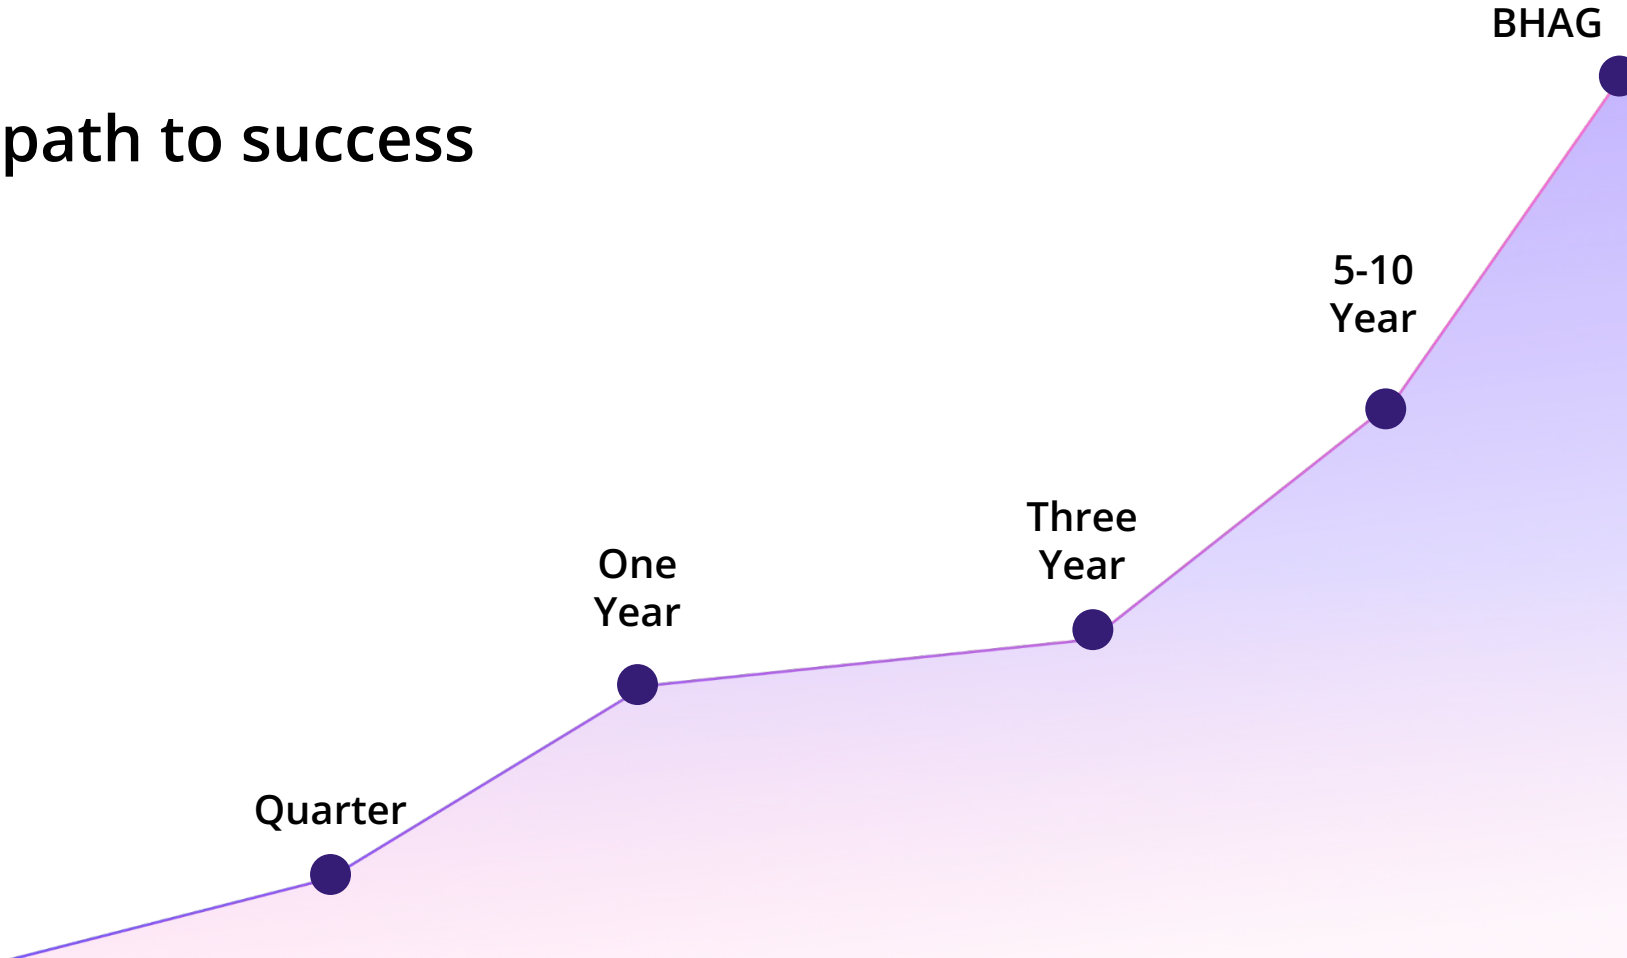 BHAG
path to success
5-10
Year
Three
Year
One
Year
Quarter